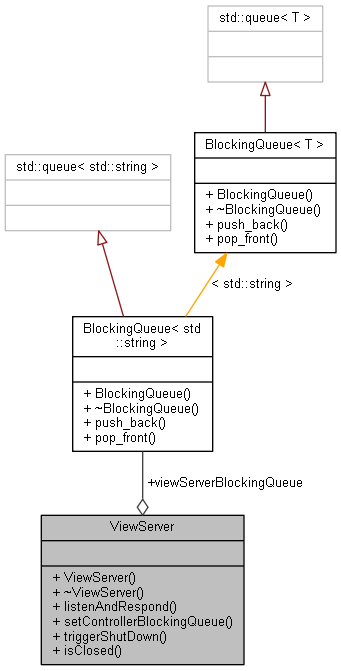 std::queue< T >
BlockingQueue< T >
+ BlockingQueue()
+ ~BlockingQueue()
+ push_back()
+ pop_front()
std::queue< std::string >
< std::string >
BlockingQueue< std
::string >
+ BlockingQueue()
+ ~BlockingQueue()
+ push_back()
+ pop_front()
+viewServerBlockingQueue
ViewServer
+ ViewServer()
+ ~ViewServer()
+ listenAndRespond()
+ setControllerBlockingQueue()
+ triggerShutDown()
+ isClosed()